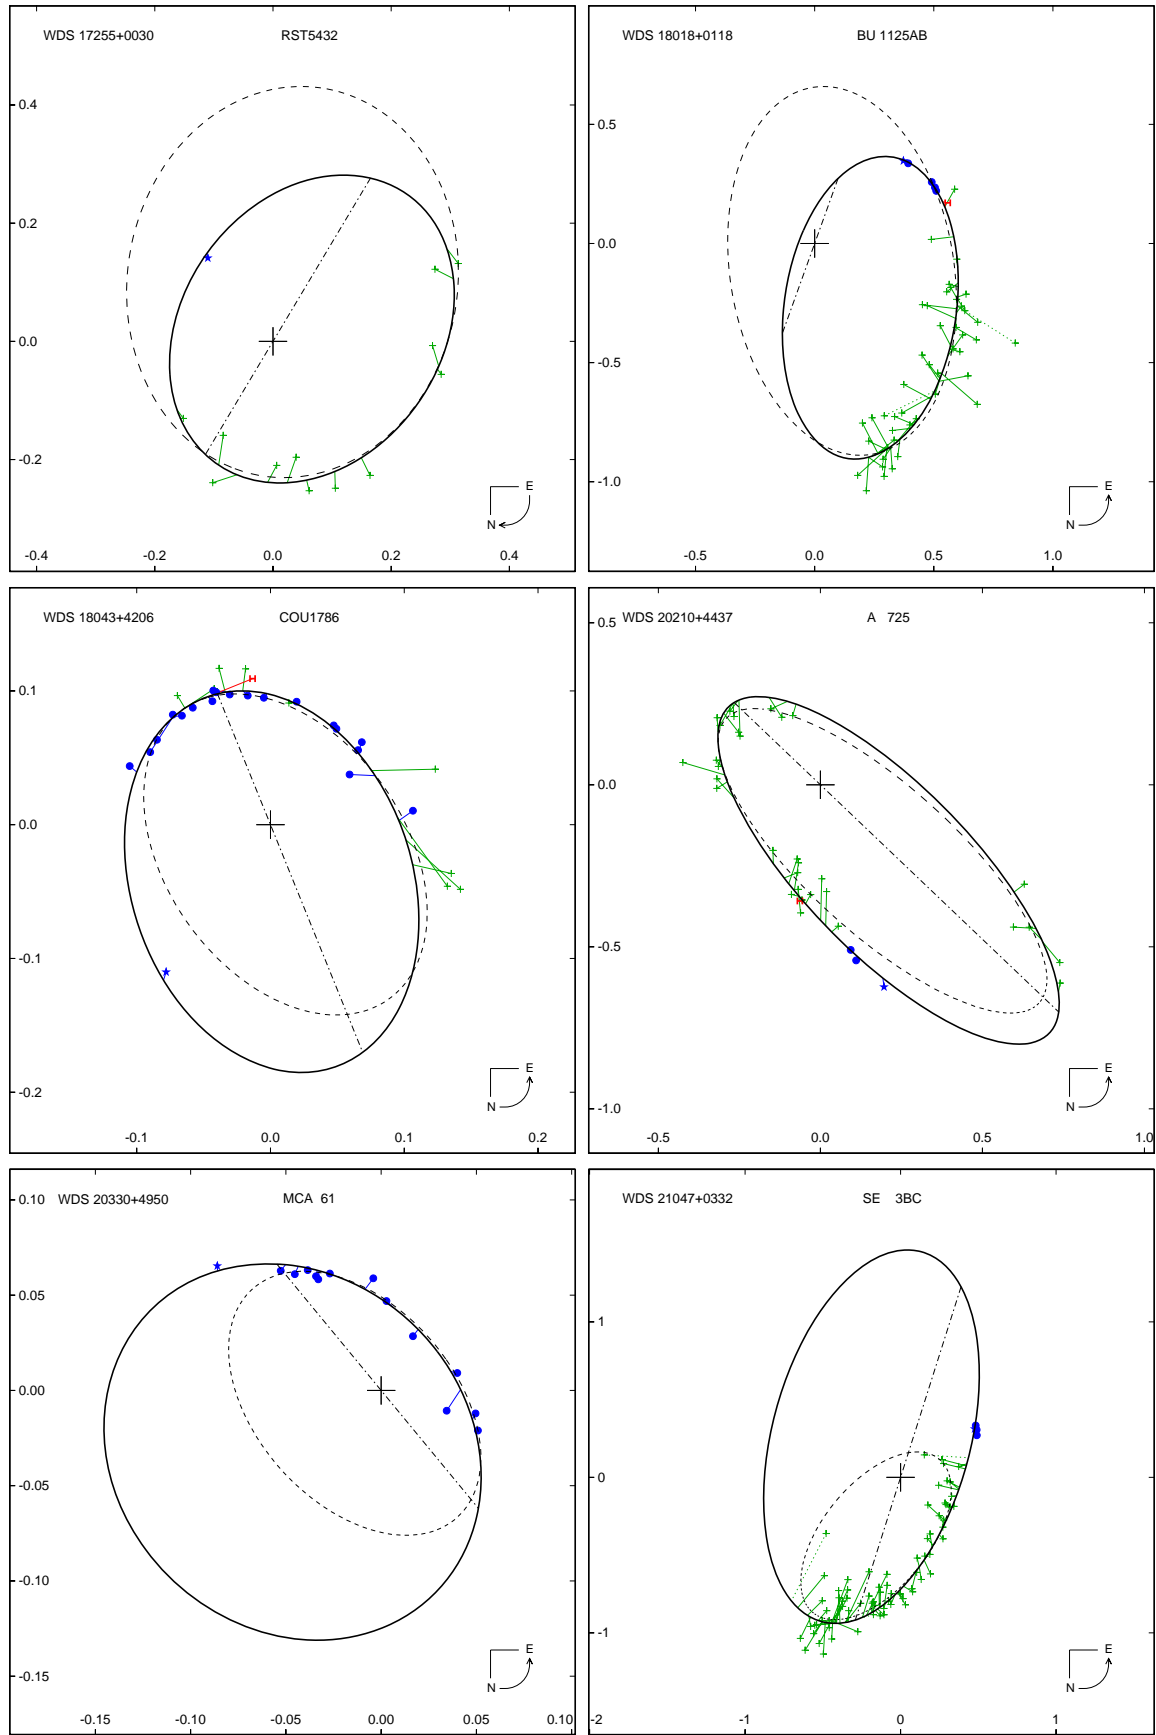 WDS 17255+0030 RST5432
0.4
0.2
0.0
-0.2
E
N
-0.4 -0.2 0.0 0.2 0.4
WDS 18018+0118 BU 1125AB
0.5
0.0
-0.5
-1.0
E
N
-0.5 0.0 0.5 1.0
WDS 18043+4206 COU1786
0.1
0.0
-0.1
-0.2
E
N
-0.1 0.0 0.1 0.2
WDS 20210+4437 A 725
0.5
0.0
-0.5
-1.0
E
N
-0.5 0.0 0.5 1.0
WDS 20330+4950 MCA 61
0.10
0.05
0.00
-0.05
-0.10
-0.15
E
N
-0.15 -0.10 -0.05 0.00 0.05 0.10
WDS 21047+0332 SE 3BC
1
0
-1
E
N
-2 -1 0 1